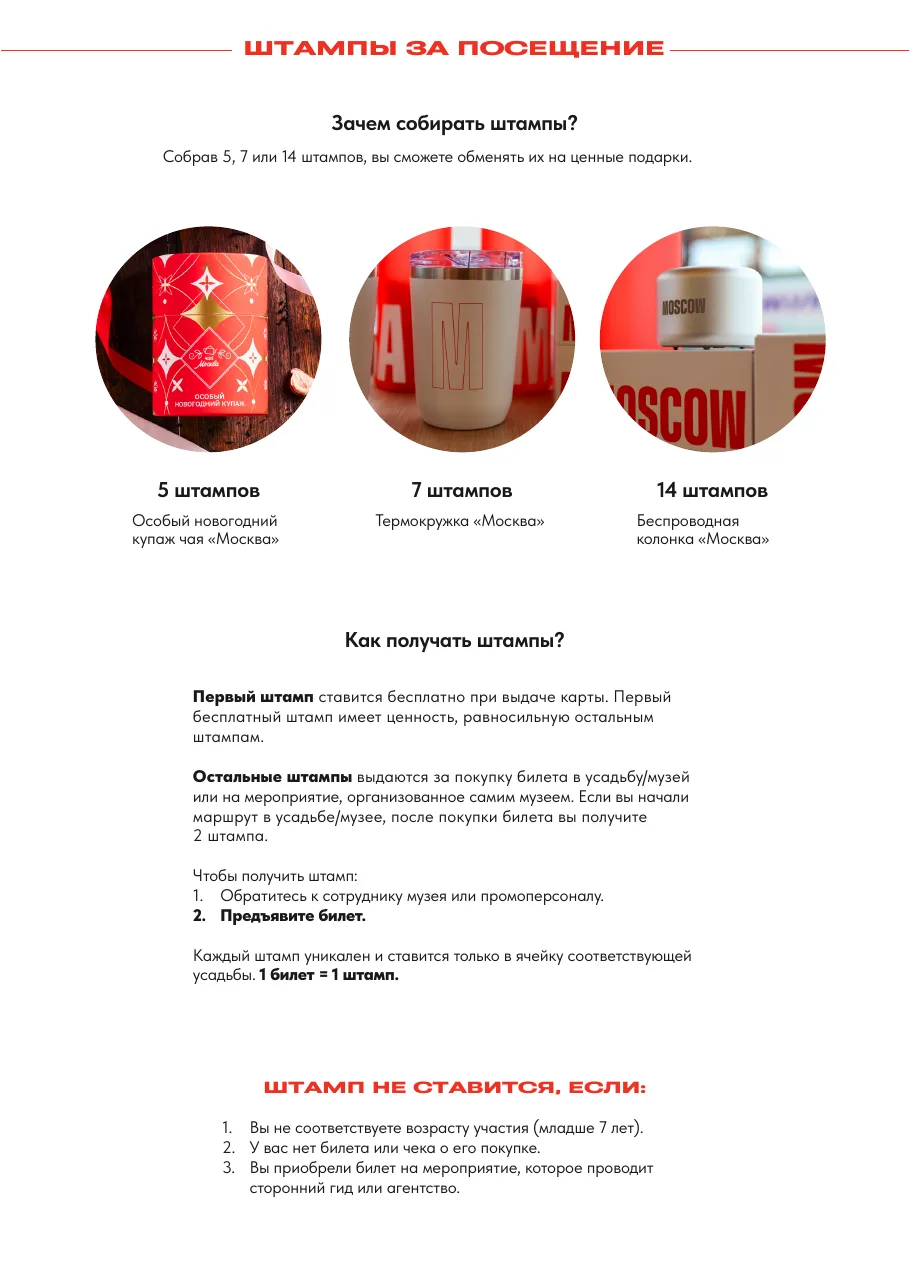 ШТАМПЫ ЗА ПОСЕЩЕНИЕ
Зачем собирать штампы?
Собрав 5, 7 или 14 штампов, вы сможете обменять их на ценные подарки.
чай
Москва
ОСОБЫЙ
НОВОГОДНИЙ КУПАЖ
M
MOSCOW
MOSCOW
5 штампов
Особый новогодний
купаж чая «Москва»
7 штампов
Термокружка «Москва»
14 штампов
Беспроводная
колонка «Москва»
Как получать штампы?
Первый штамп ставится бесплатно при выдаче карты. Первый
бесплатный штамп имеет ценность, равносильную остальным
штампам.
Остальные штампы выдаются за покупку билета в усадьбу/музей
или на мероприятие, организованное самим музеем. Если вы начали
маршрут в усадьбе/музее, после покупки билета вы получите
2 штампа.
Чтобы получить штамп:
1. Обратитесь к сотруднику музея или промоперсоналу.
2. Предъявите билет.
Каждый штамп уникален и ставится только в ячейку соответствующей
усадьбы. 1 билет = 1 штамп.
ШТАМП НЕ СТАВИТСЯ, ЕСЛИ:
1. Вы не соответствуете возрасту участия (младше 7 лет).
2. У вас нет билета или чека о его покупке.
3. Вы приобрели билет на мероприятие, которое проводит
сторонний гид или агентство.